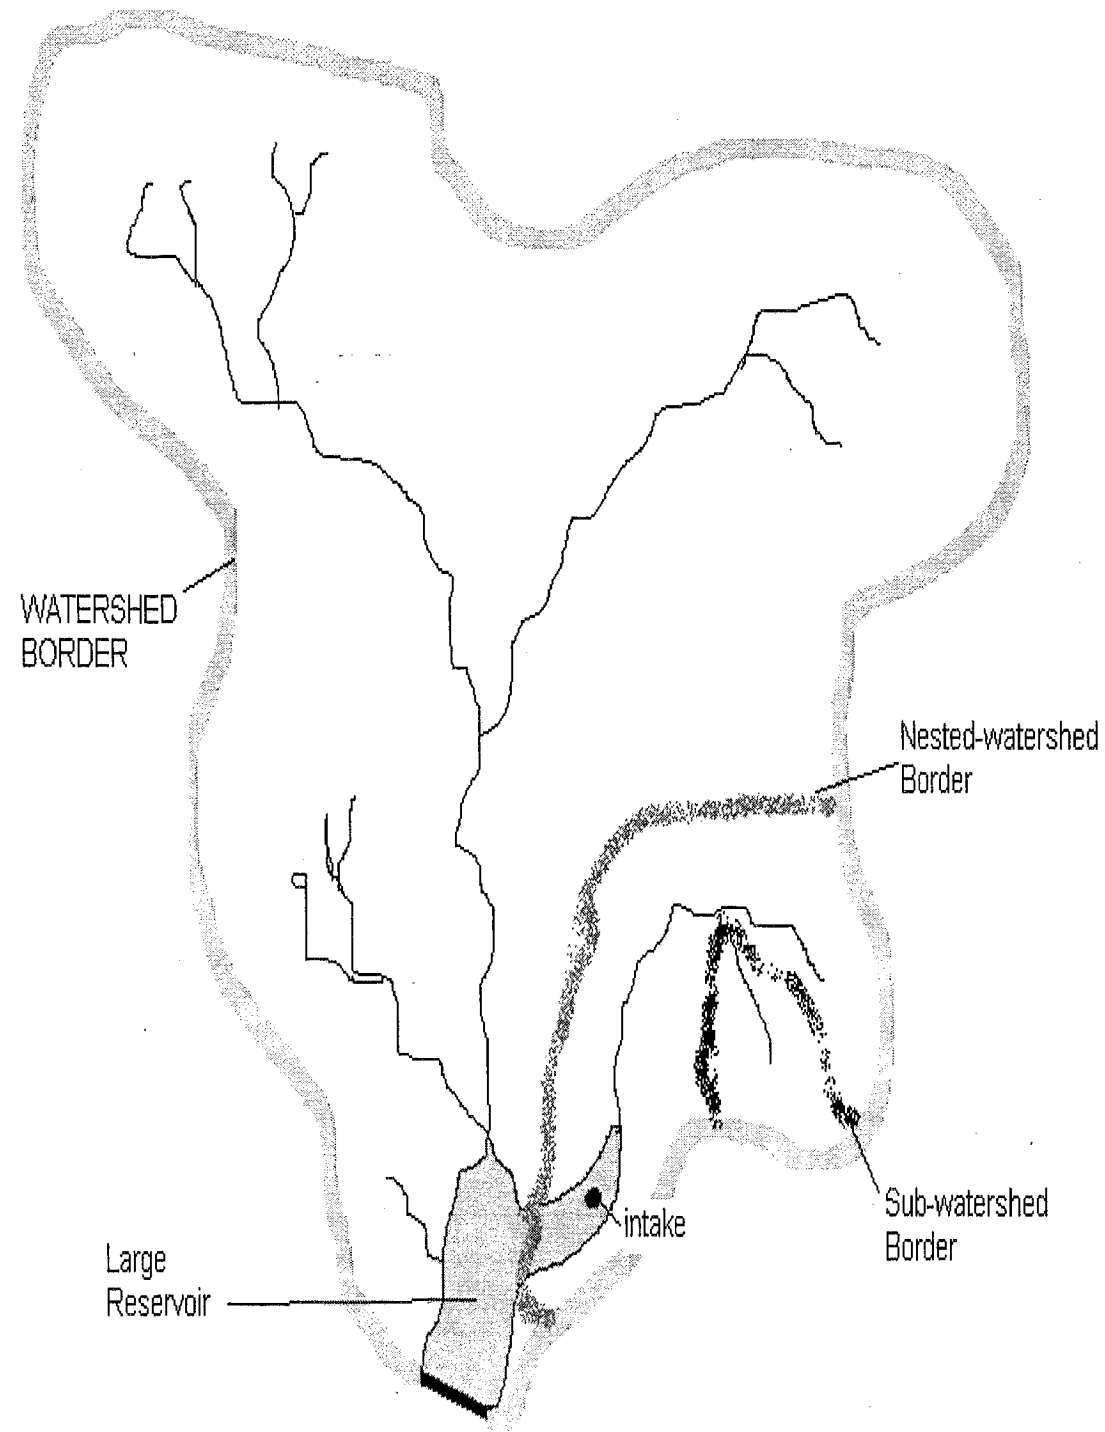 WATERSHED
BORDER
Nested-watershed
Border
Sub-watershed
Border
intake
Large
Reservoir